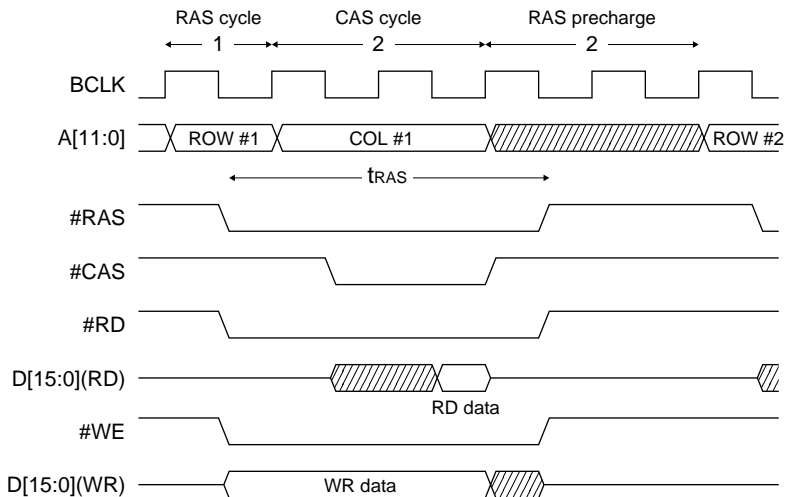 RAS cycle CAS cycle RAS precharge
1 2 2
BCLK
A[11:0] ROW #1 COL #1 ROW #2
tRAS
#RAS
#CAS
#RD
D[15:0](RD)
RD data
#WE
D[15:0](WR) WR data